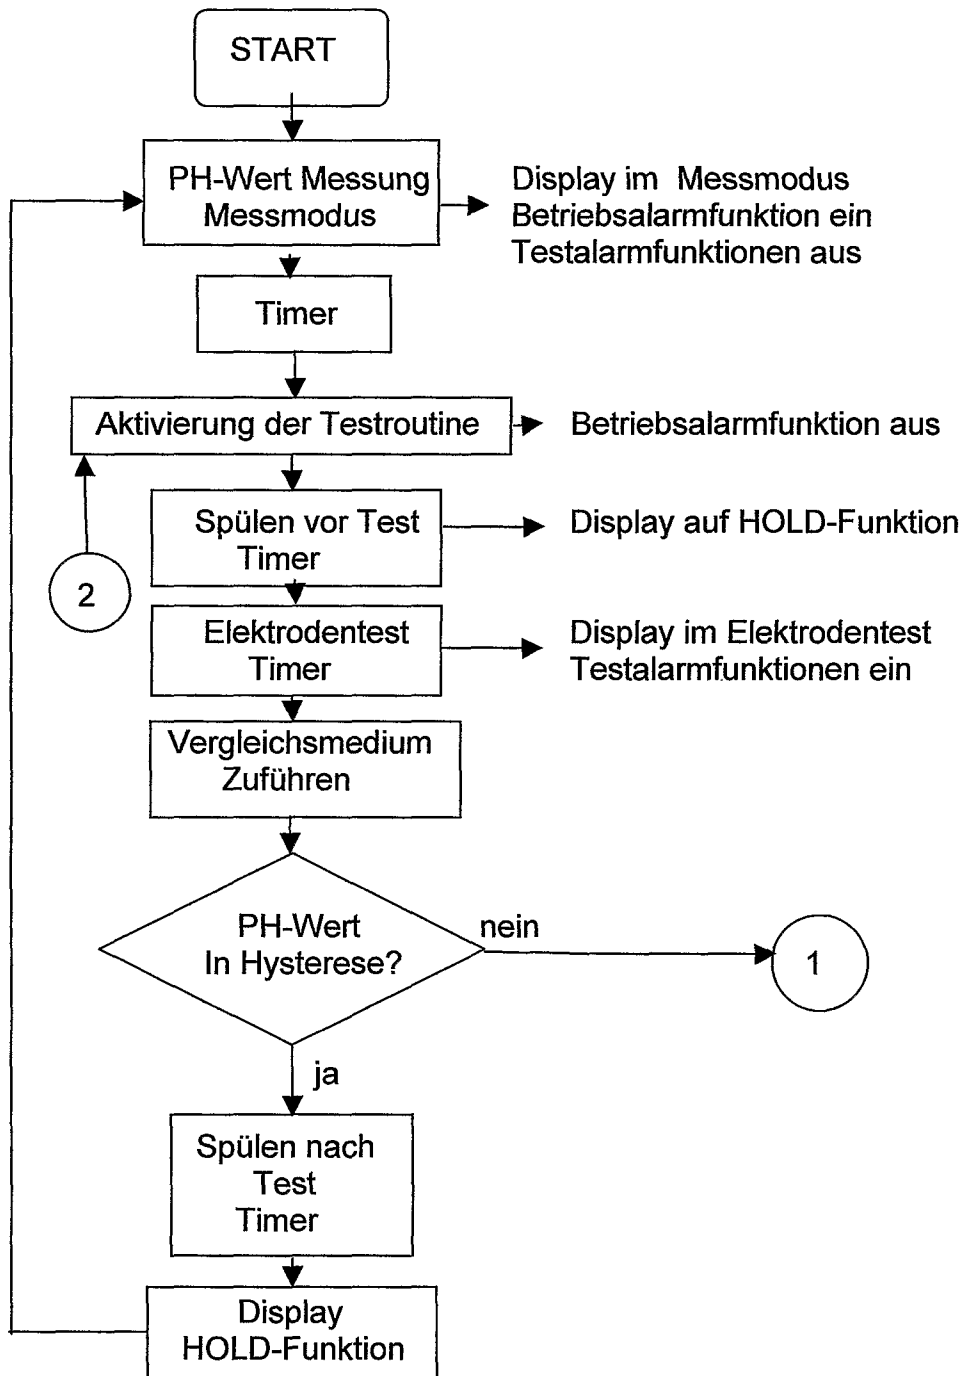 START
PH-Wert Messung
Messmodus
Display im Messmodus
Betriebsalarmfunktion ein
Testalarmfunktionen aus
Timer
Aktivierung der Testroutine
Betriebsalarmfunktion aus
Spülen vor Test
Timer
Display auf HOLD-Funktion
2
Elektrodentest
Timer
Display im Elektrodentest
Testalarmfunktionen ein
Vergleichsmedium
Zuführen
PH-Wert
In Hysterese?
nein
1
ja
Spülen nach
Test
Timer
Display
HOLD-Funktion